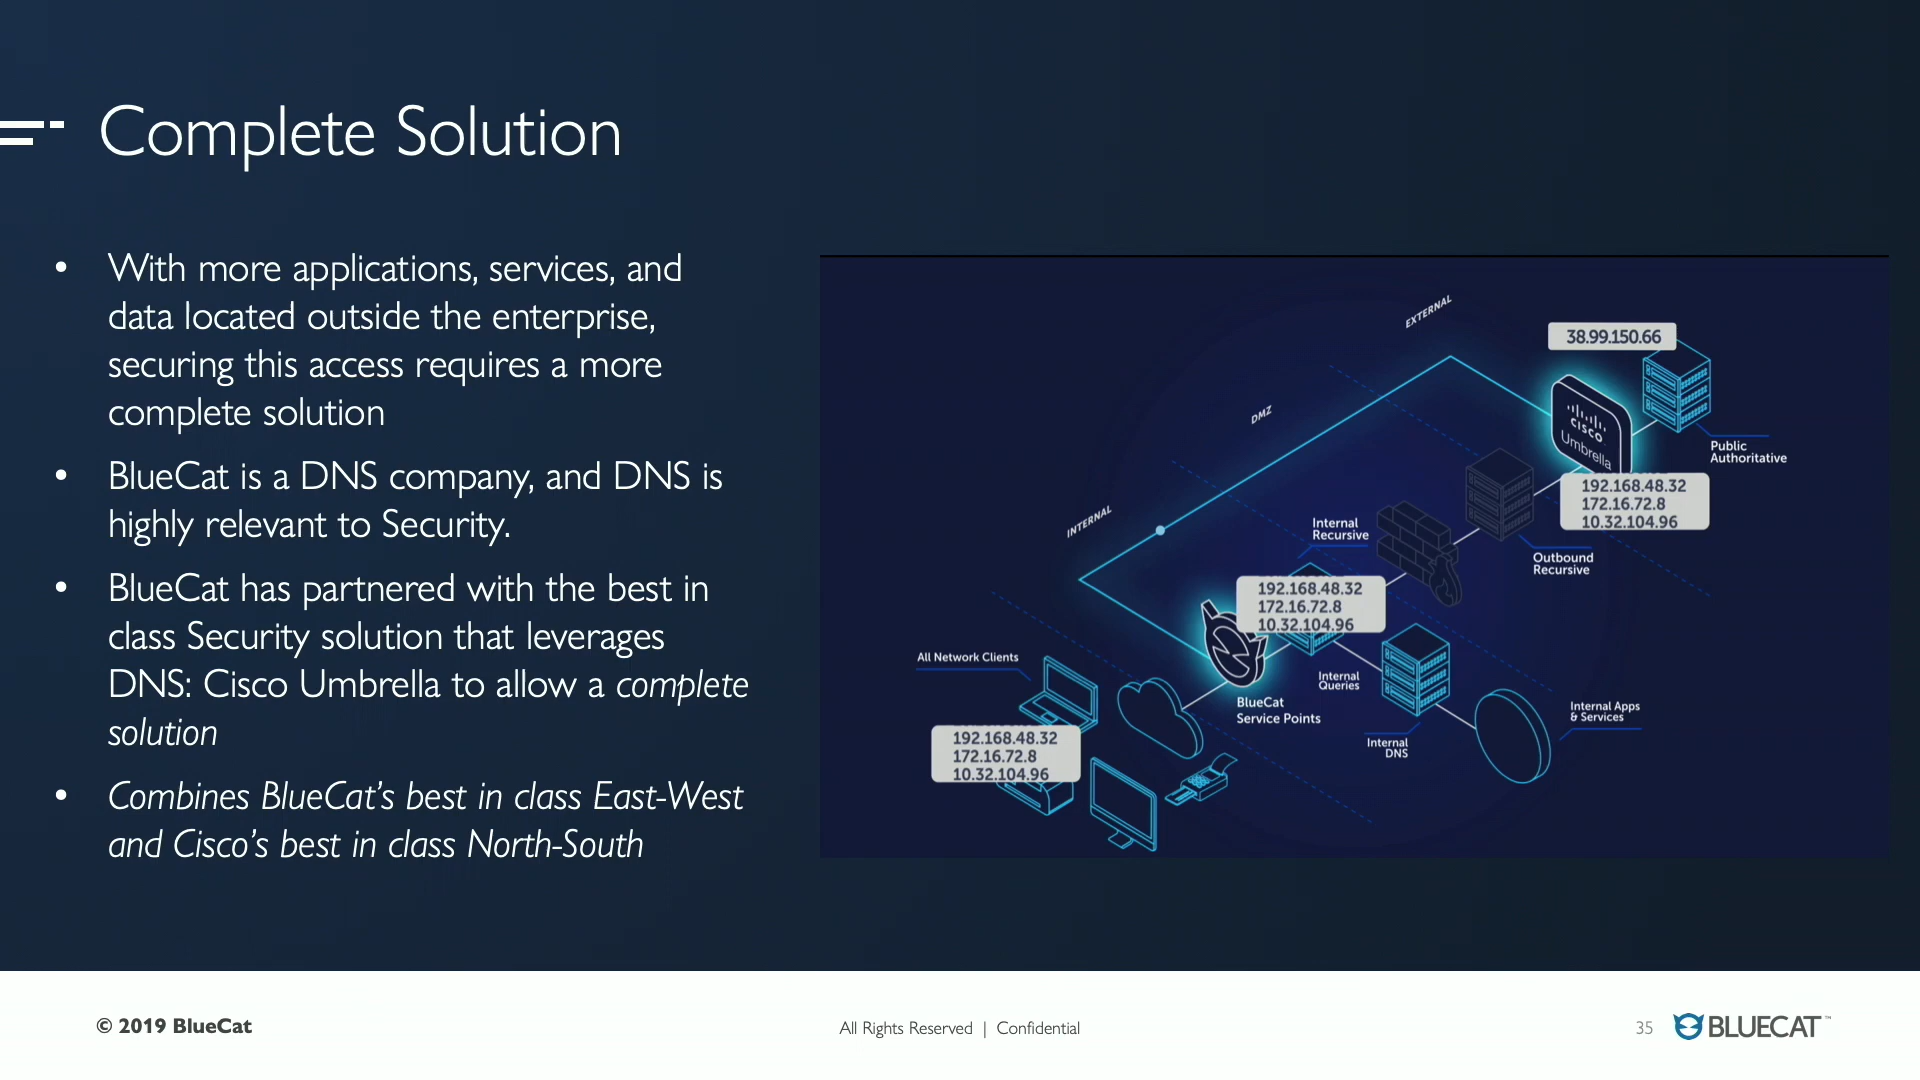 Complete Solution
• With more applications, services, and
data located outside the enterprise,
securing this access requires a more
complete solution
• BlueCat is a DNS company, and DNS is
highly relevant to Security.
• BlueCat has partnered with the best in
class Security solution that leverages
DNS: Cisco Umbrella to allow a complete
solution
• Combines BlueCat's best in class East-West
and Cisco's best in class North-South
EXTERNAL
DMZ
INTERNAL
38.99.150.66
CISCO
Umbrella
Public
Authoritative
192.168.48.32
172.16.72.8
10.32.104.96
Outbound
Recursive
Internal
Recursive
192.168.48.32
172.16.72.8
10.32.104.96
All Network Clients
192.168.48.32
172.16.72.8
10.32.104.96
BlueCat
Service Points
Internal
Queries
Internal
DNS
Internal Apps
& Services
© 2019 BlueCat
All Rights Reserved | Confidential
35
BLUECAT™